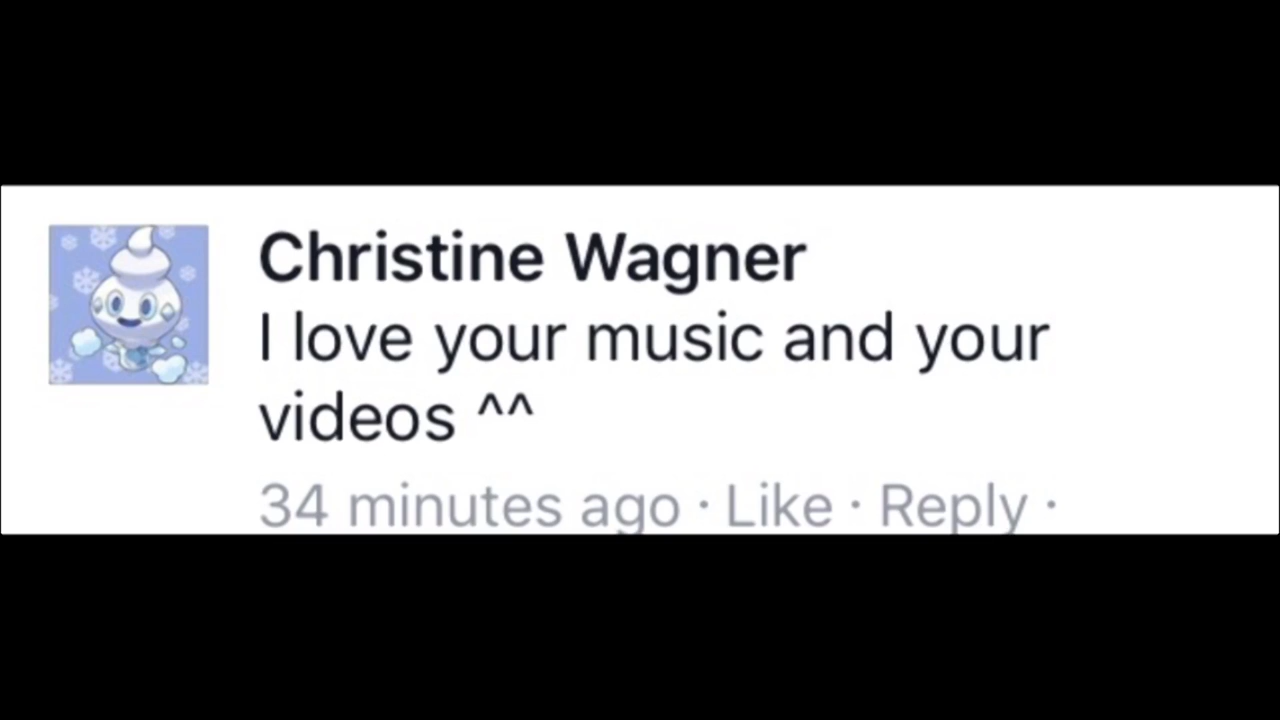 Christine Wagner
I love your music and your
videos ^^
34 minutes ago · Like · Reply ·